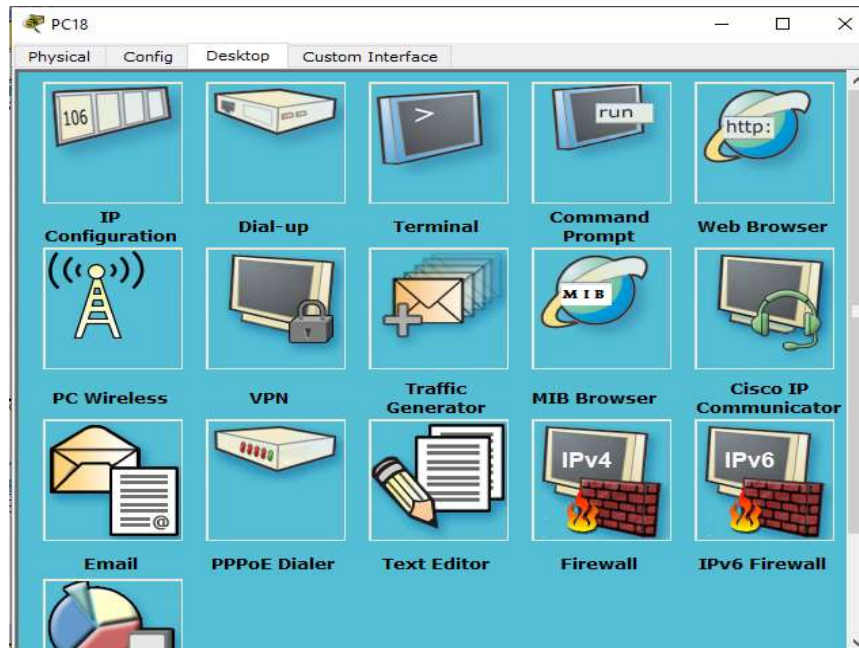 PC18
Physical Config Desktop Custom Interface
106
>
run
http:
IP
Configuration
Dial-up
Terminal
Command
Prompt
Web Browser
MIB
PC Wireless
VPN
Traffic
Generator
MIB Browser
Cisco IP
Communicator
@
IPv4
IPv6
Email
PPPoE Dialer
Text Editor
Firewall
IPv6 Firewall